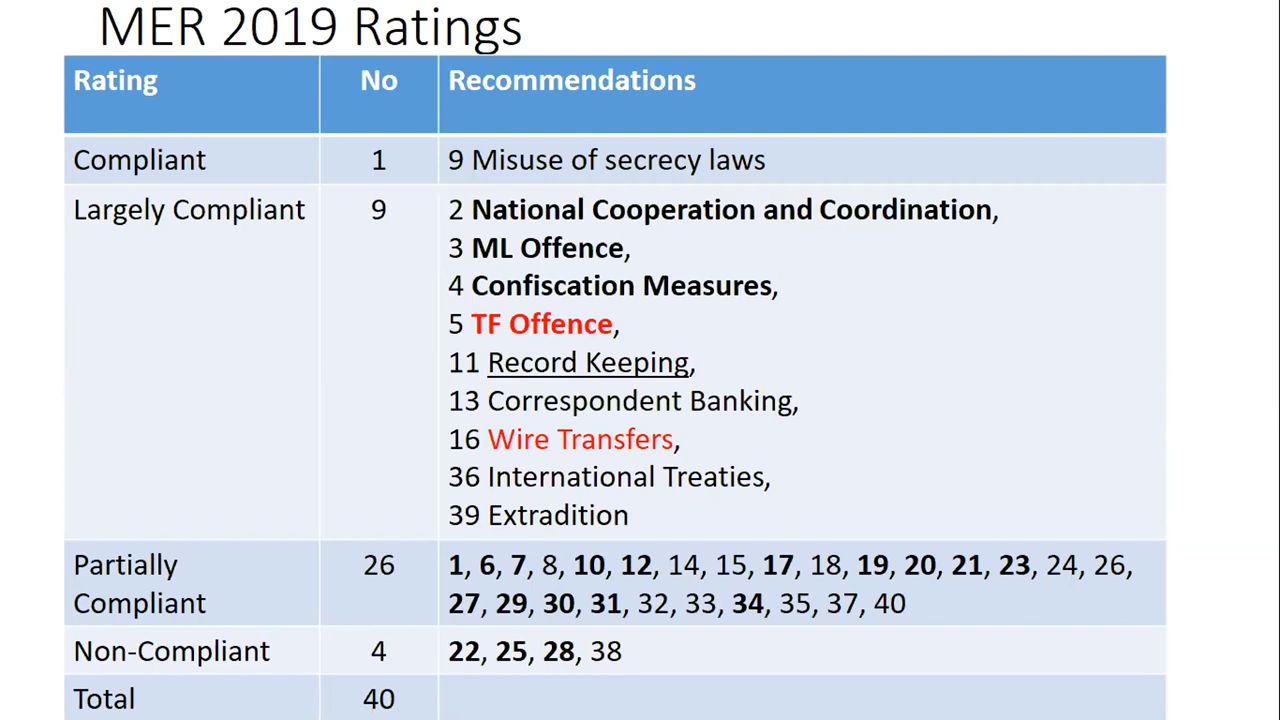 MER 2019 Ratings
Rating No Recommendations
Compliant 1 9 Misuse of secrecy laws
Largely Compliant 9 2 National Cooperation and Coordination,
3 ML Offence,
4 Confiscation Measures,
5 TF Offence,
11 Record Keeping,
13 Correspondent Banking,
16 Wire Transfers,
36 International Treaties,
39 Extradition
Partially 26 1, 6, 7, 8, 10, 12, 14, 15, 17, 18, 19, 20, 21, 23, 24, 26,
Compliant 27, 29, 30, 31, 32, 33, 34, 35, 37, 40
Non-Compliant 4 22, 25, 28, 38
Total 40